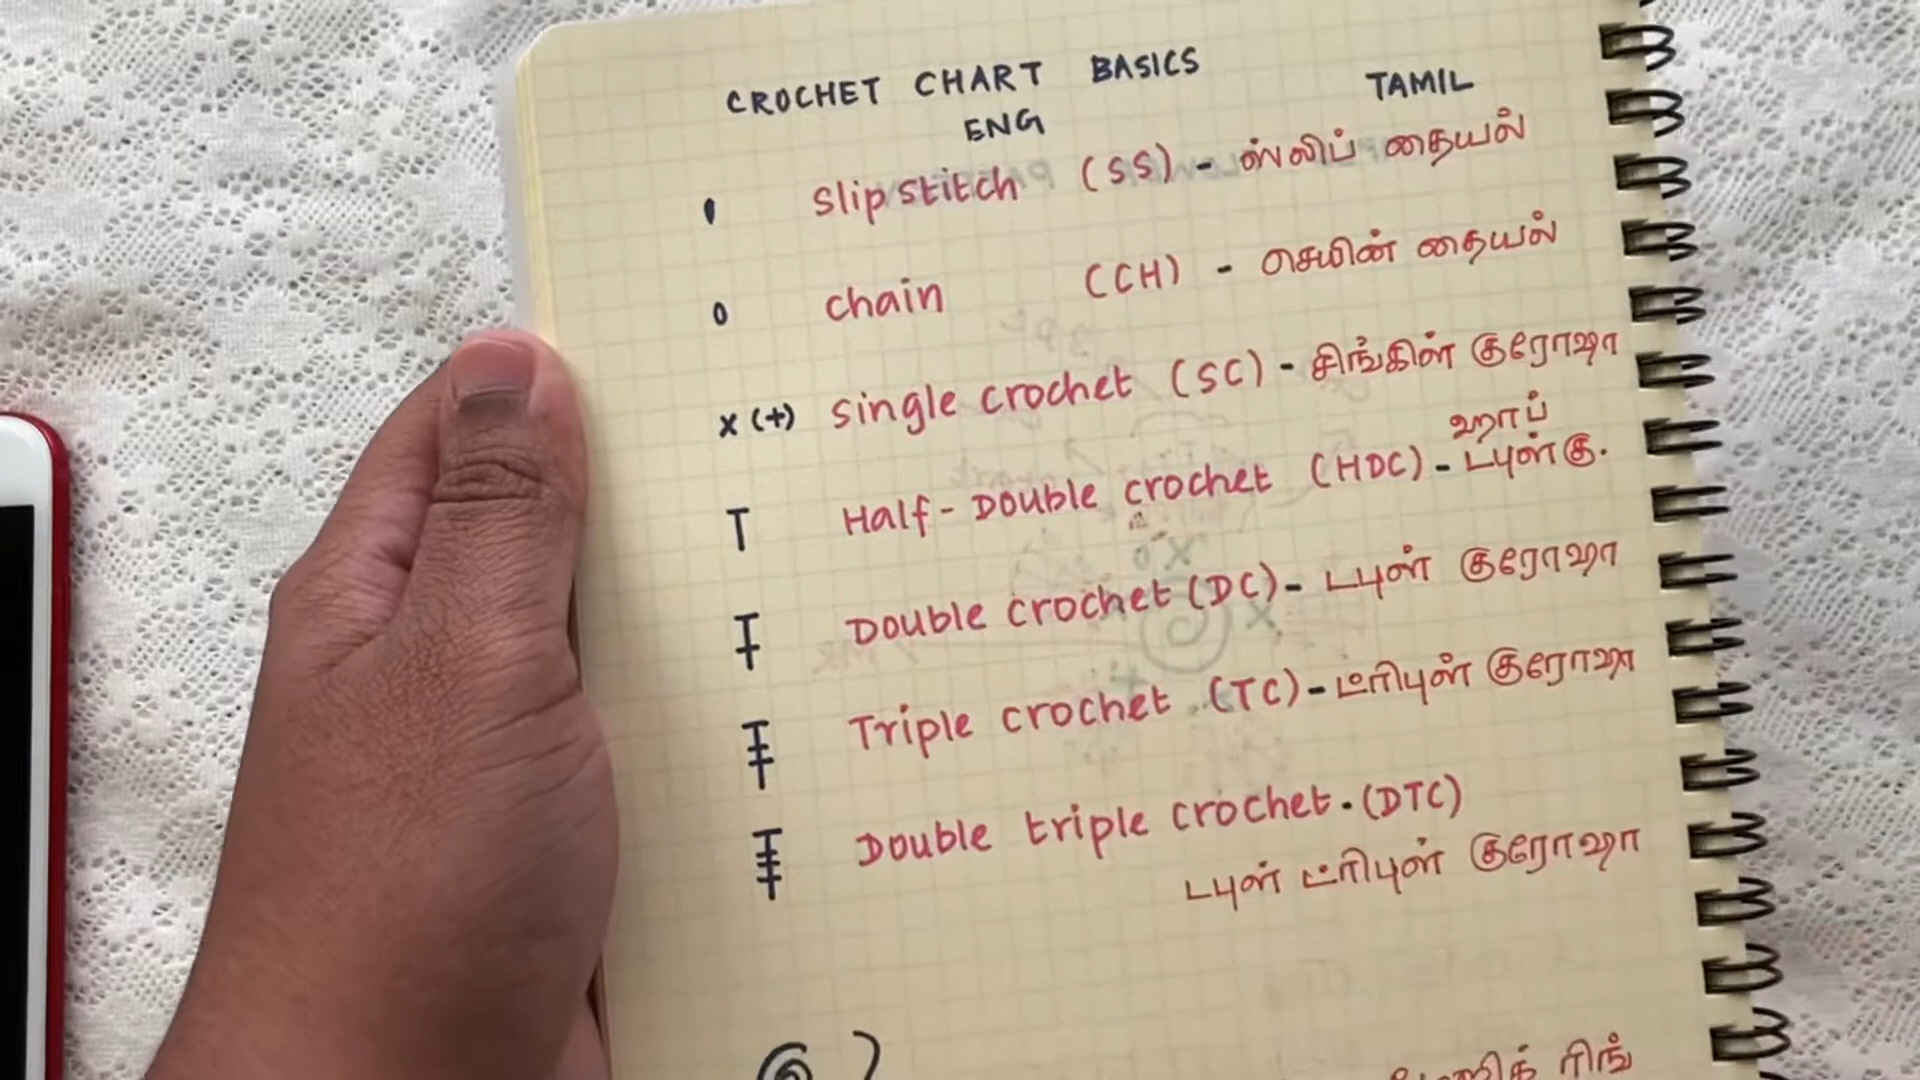 CROCHET CHART BASICS
ENG TAMIL
Slip stitch (SS) - ஸ்லிப் தையல்
o chain (CH) - செயின் தையல்
x (+) single crochet (SC) - சிங்கிள் குரோஷா
T Half-Double crochet (HDC) - ஹாப்
டபுள் கு.
Double crochet (DC) - டபுள் குரோஷா
Triple crochet (TC) - ட்ரிபுள் குரோஷா
Double triple crochet. (DTC)
டபுள் ட்ரிபுள் குரோஷா
ரிங்